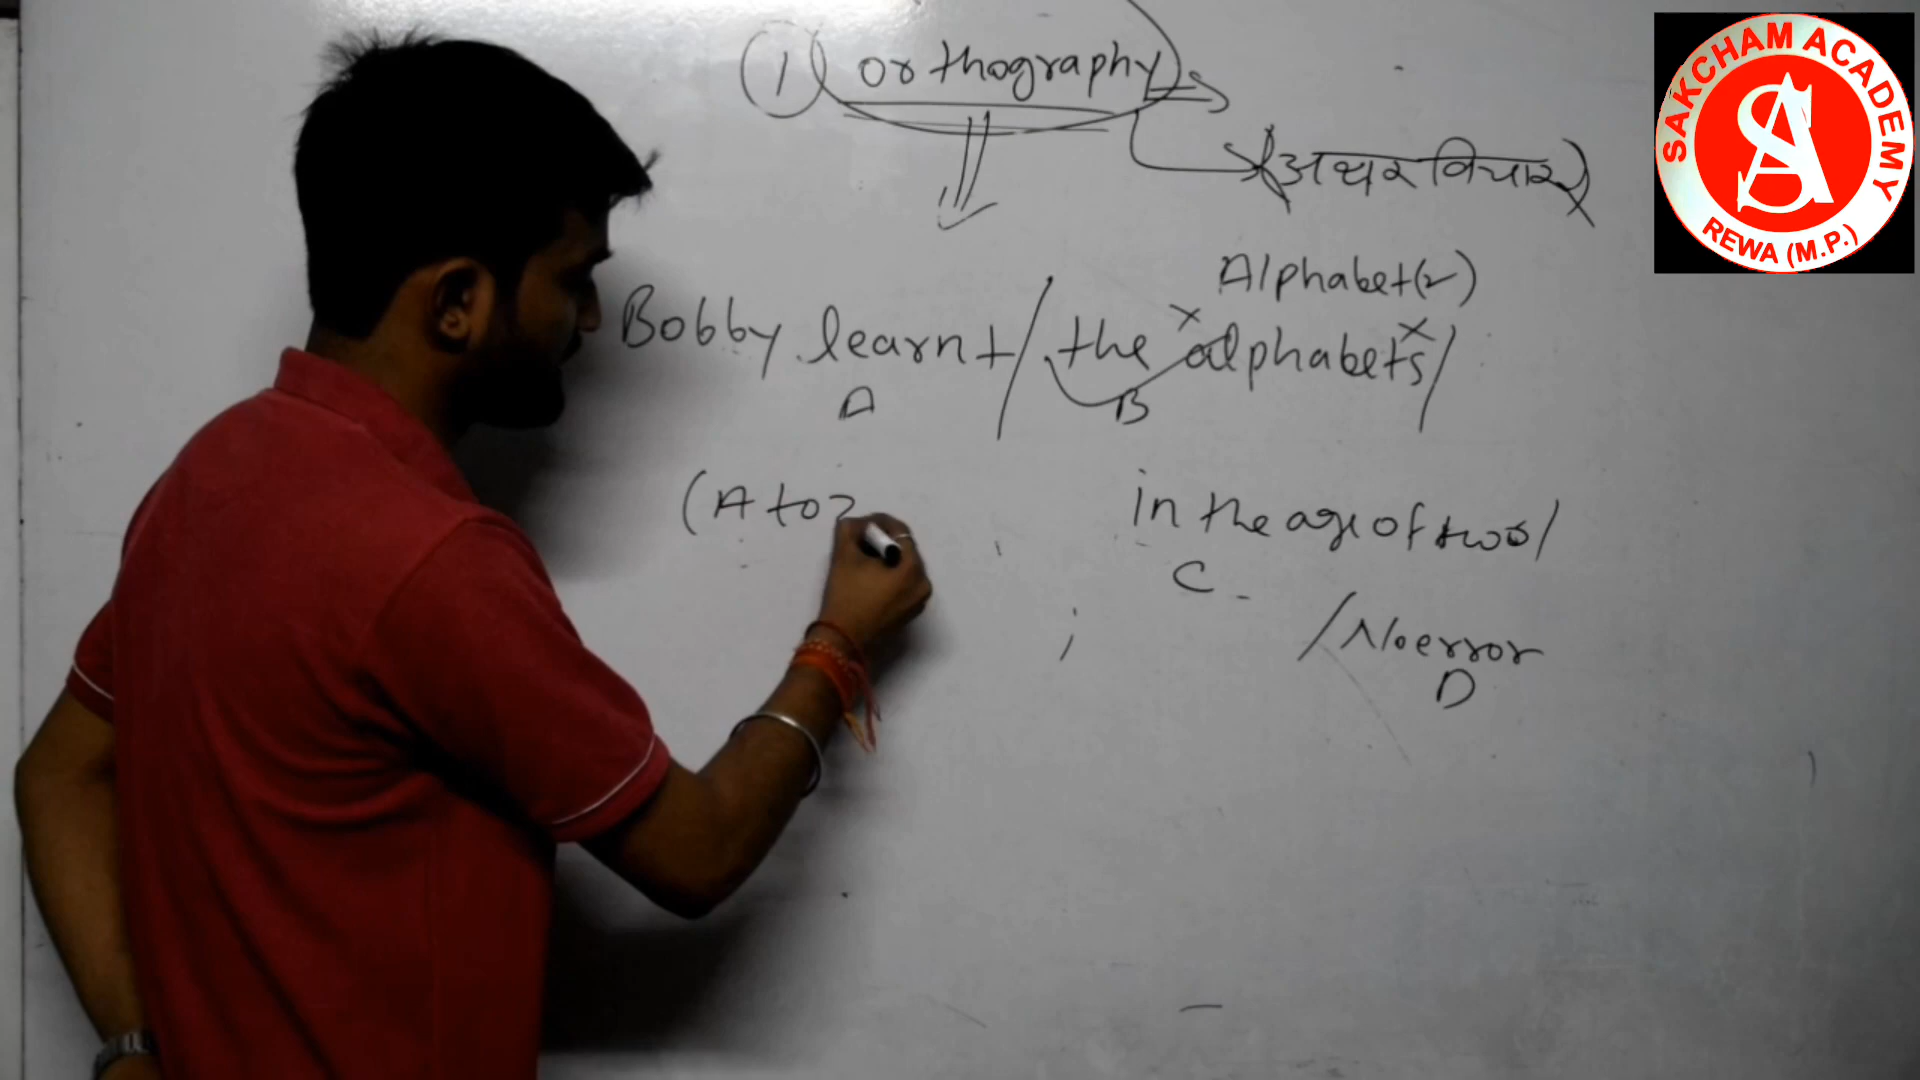 ① orthography
(अक्षर विचार)
Alphabet(r)
Bobby learnt / the alphabets /
A B
(A to z
in the age of two /
C
/ No error
D
SAKCHAM ACADEMY
SA
REWA (M.P.)